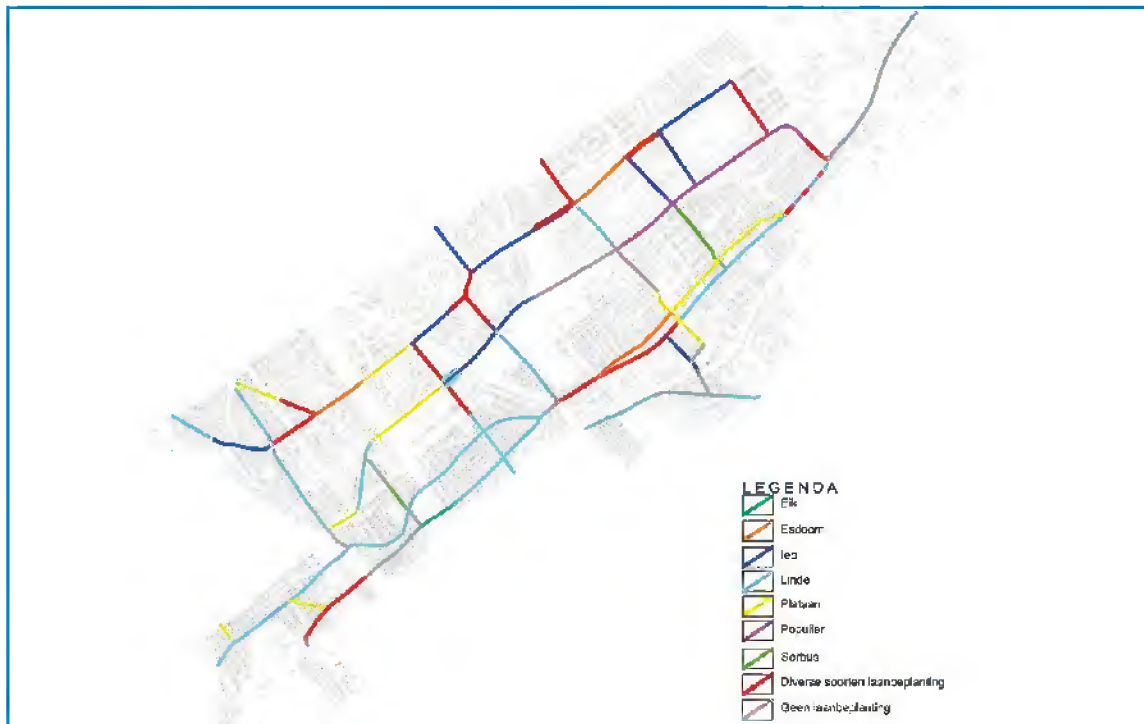 LEGENDA
Eik
Esdoorn
Iep
Linde
Plataan
Populier
Sorbus
Diverse soorten laanbeplanting
Geen laanbeplanting